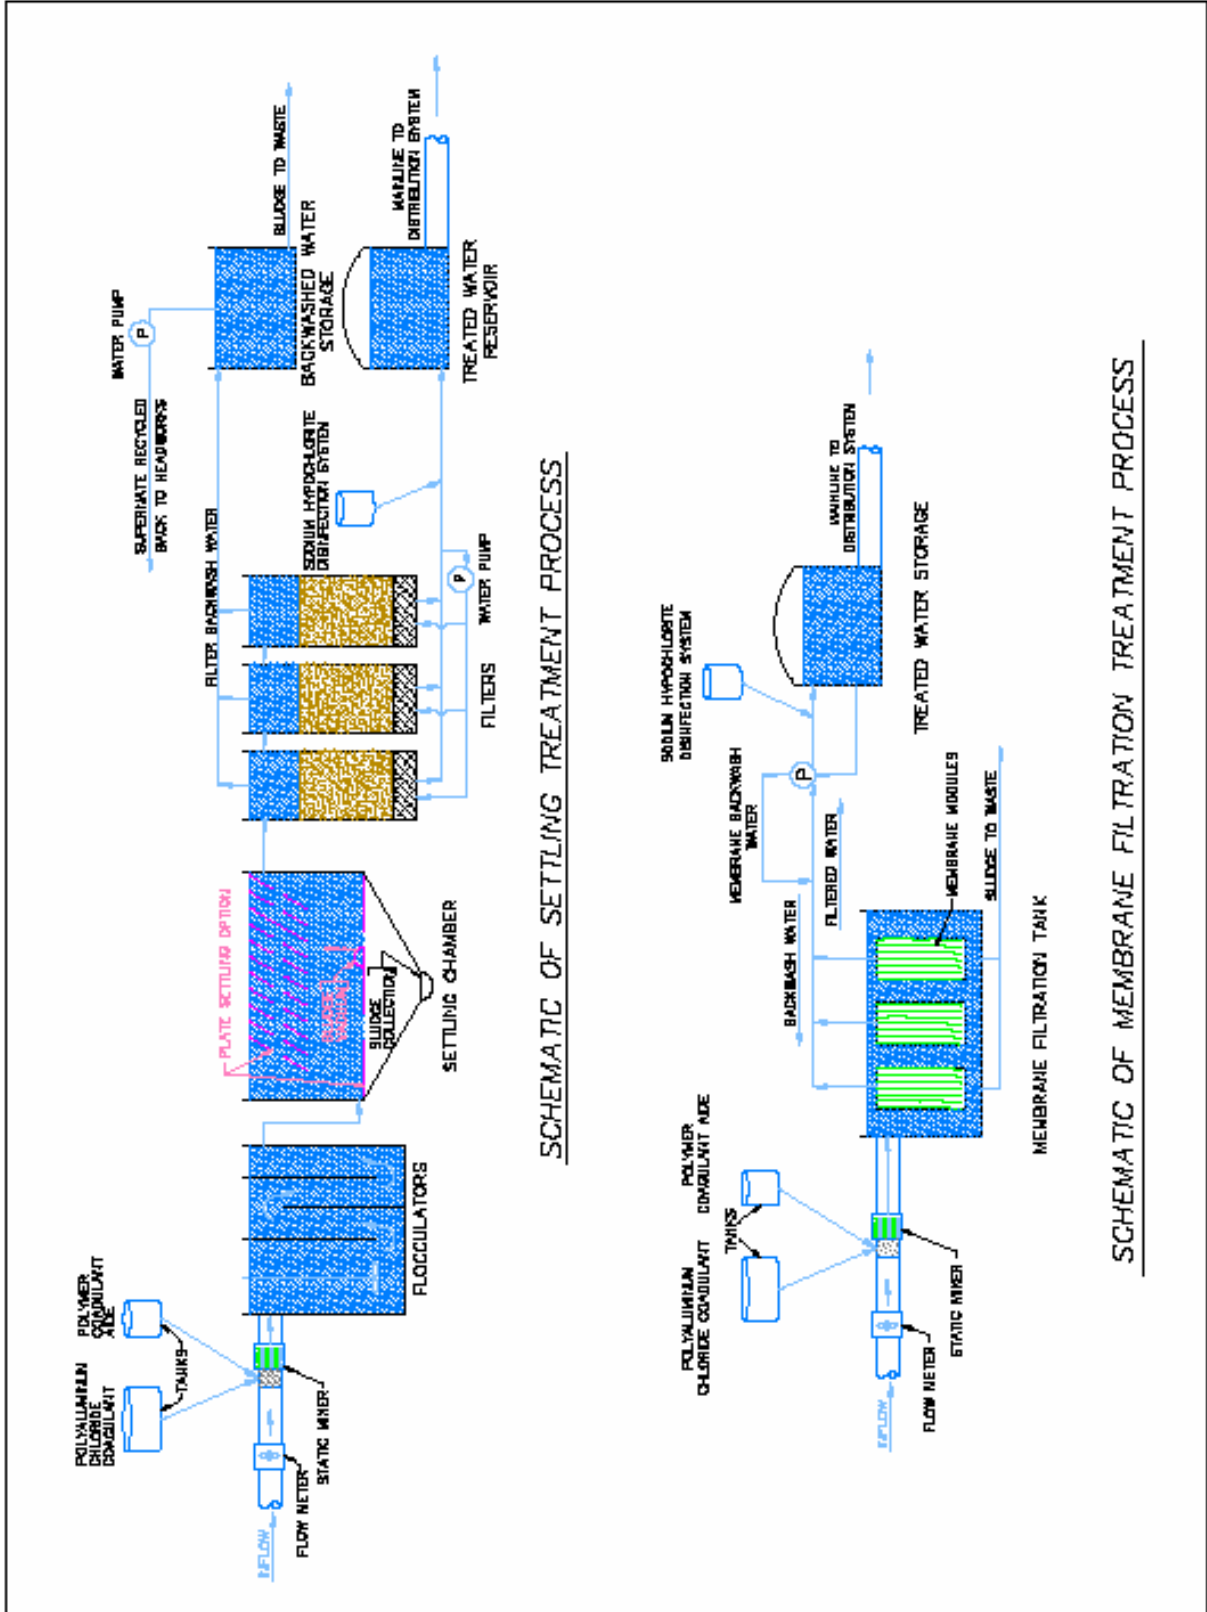 INFLOW
FLOW METER
STATIC MIXER
POLYALUMINUM
CHLORIDE
COAGULANT
POLYMER
COAGULANT
AIDE
TANKS
FLOCCULATORS
PLATE SETTLING OPTION
SLUDGE
COLLECTION
SETTLING CHAMBER
FILTER BACKWASH WATER
FILTERS
WATER PUMP
P
SODIUM HYPOCHLORITE
DISINFECTION SYSTEM
SUPERNATE RECYCLED
BACK TO HEADWORKS
WATER PUMP
P
BACKWASHED WATER
STORAGE
SLUDGE TO WASTE
TREATED WATER
RESERVOIR
MAINLINE TO
DISTRIBUTION SYSTEM
SCHEMATIC OF SETTLING TREATMENT PROCESS
INFLOW
FLOW METER
STATIC MIXER
POLYALUMINUM
CHLORIDE COAGULANT
POLYMER
COAGULANT AIDE
TANKS
MEMBRANE FILTRATION TANK
BACKWASH WATER
FILTERED WATER
MEMBRANE MODULES
SLUDGE TO WASTE
MEMBRANE BACKWASH
WATER
P
SODIUM HYPOCHLORITE
DISINFECTION SYSTEM
TREATED WATER STORAGE
MAINLINE TO
DISTRIBUTION SYSTEM
SCHEMATIC OF MEMBRANE FILTRATION TREATMENT PROCESS